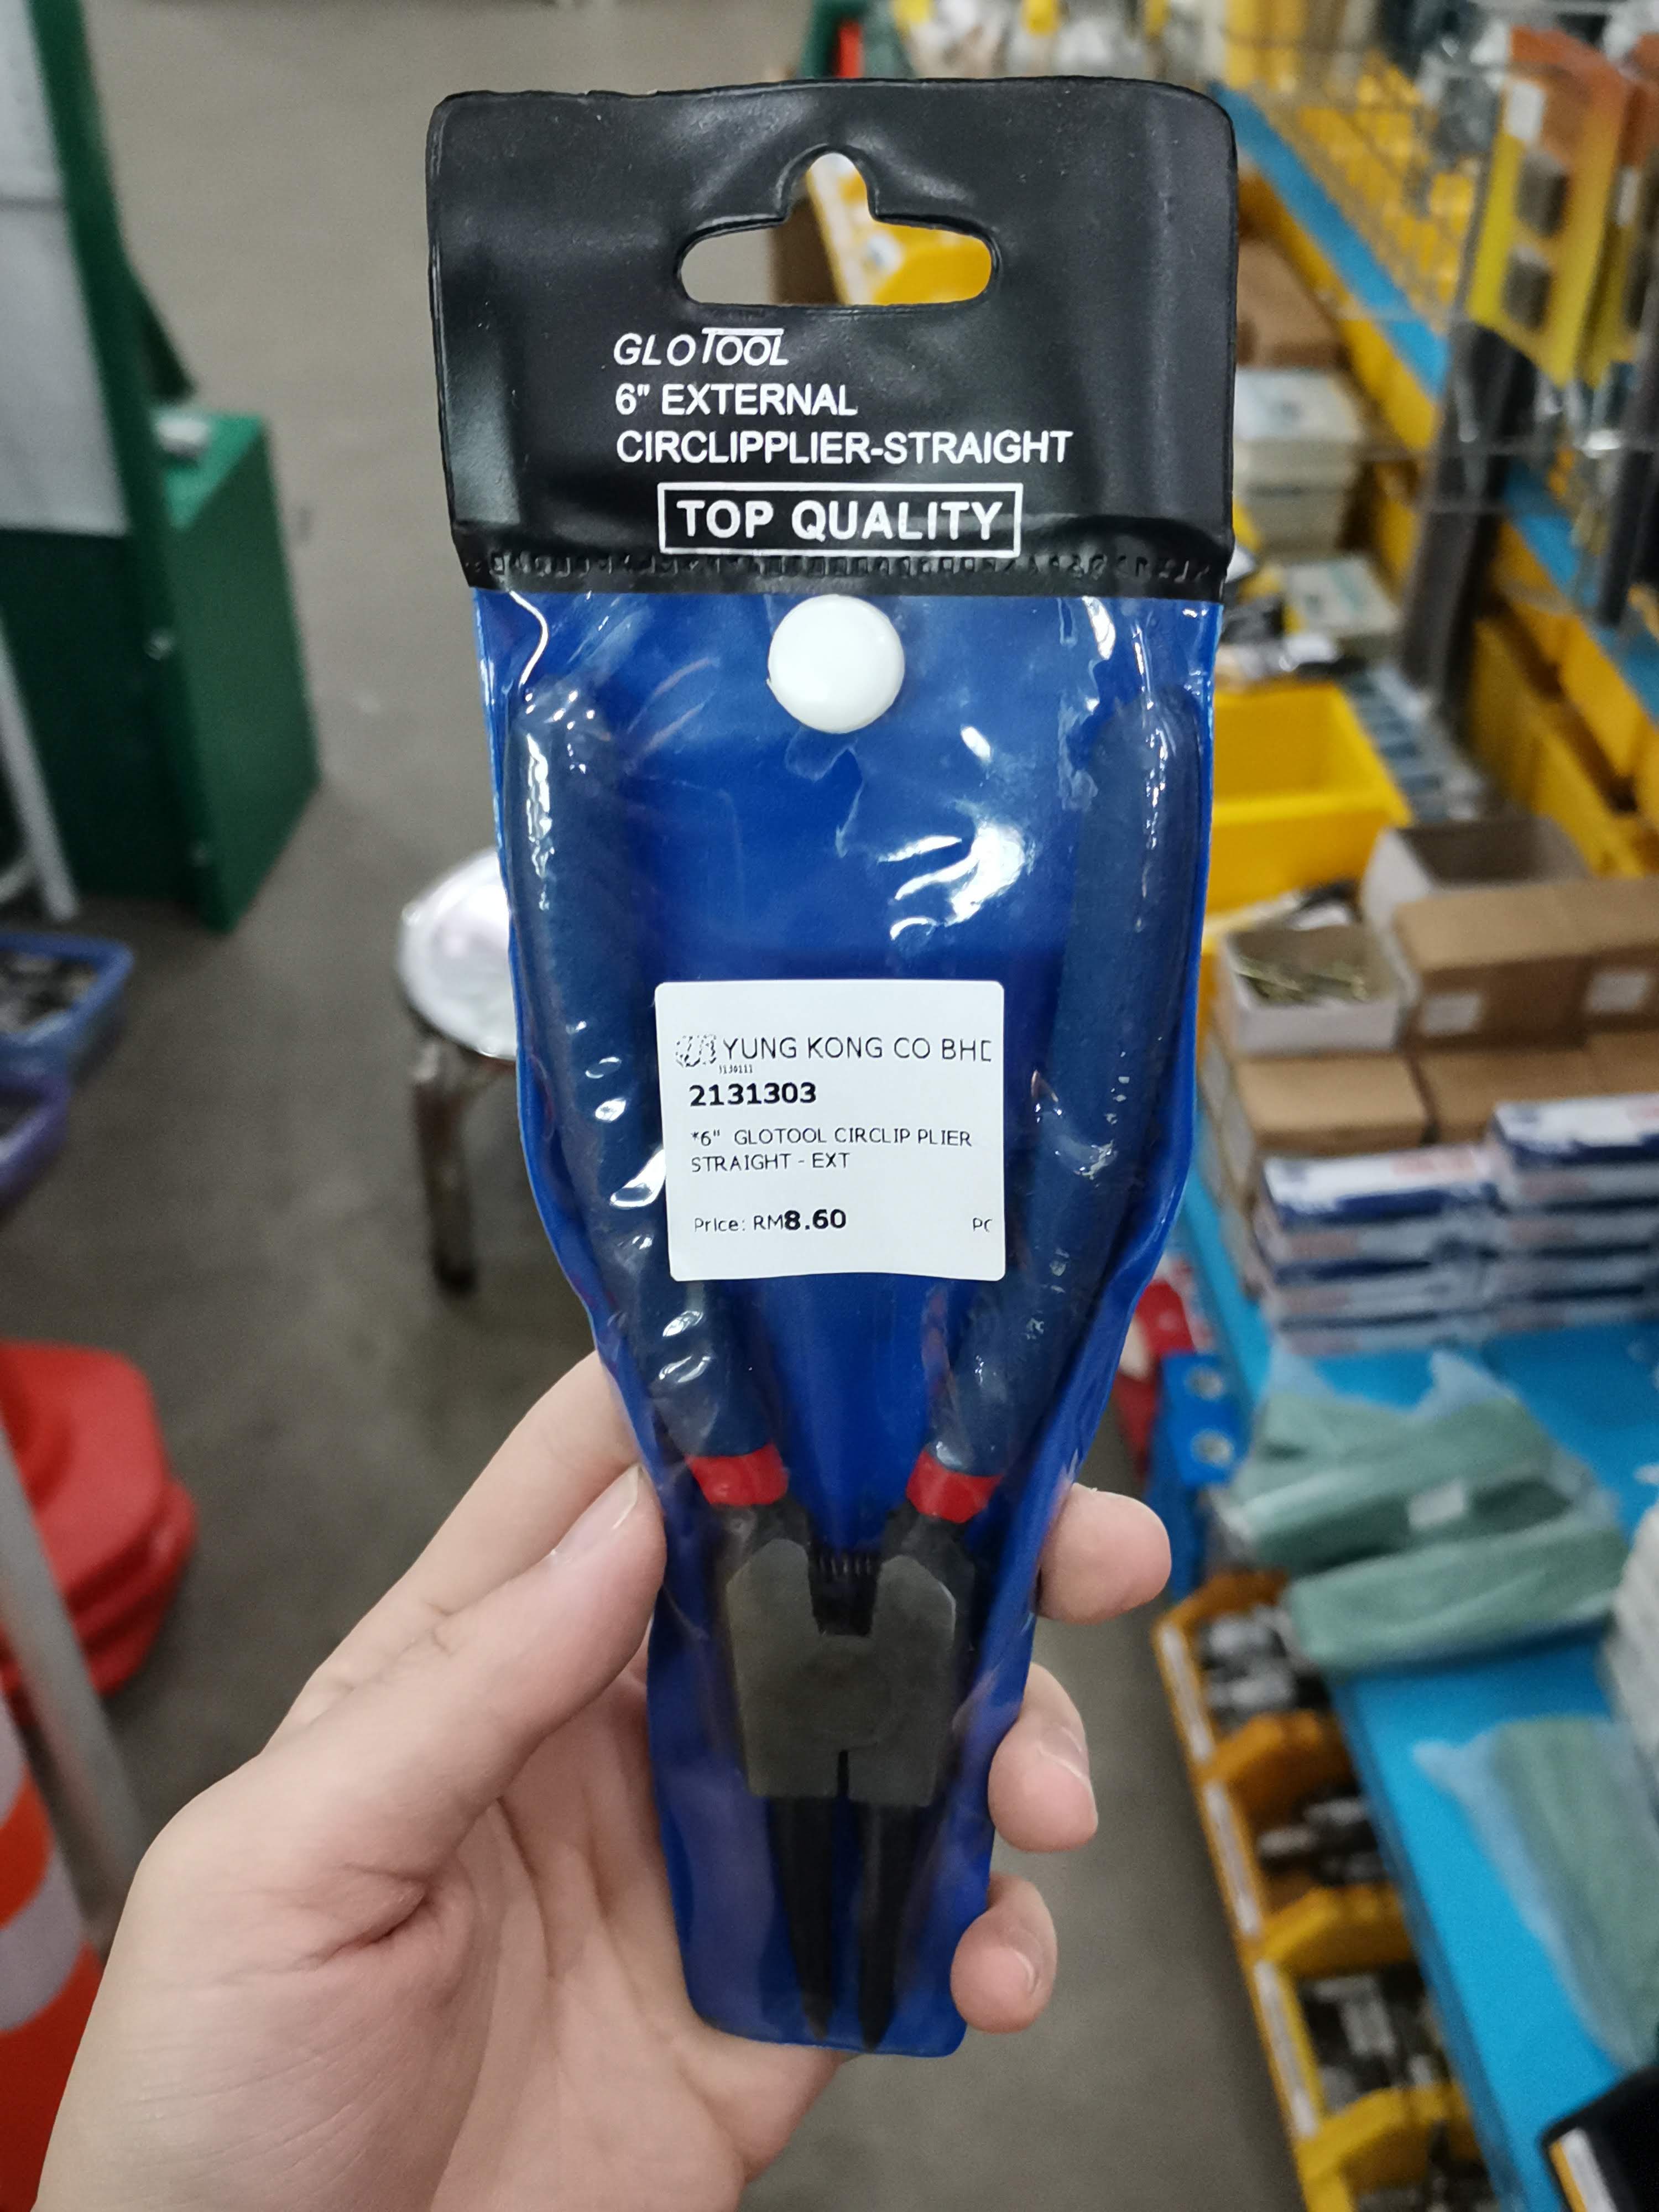 GLOTOOL
6" EXTERNAL
CIRCLIPPLIER-STRAIGHT
TOP QUALITY
YUNG KONG CO BHD
2131303
*6" GLOTOOL CIRCLIP PLIER
STRAIGHT - EXT
Price: RM8.60 PC